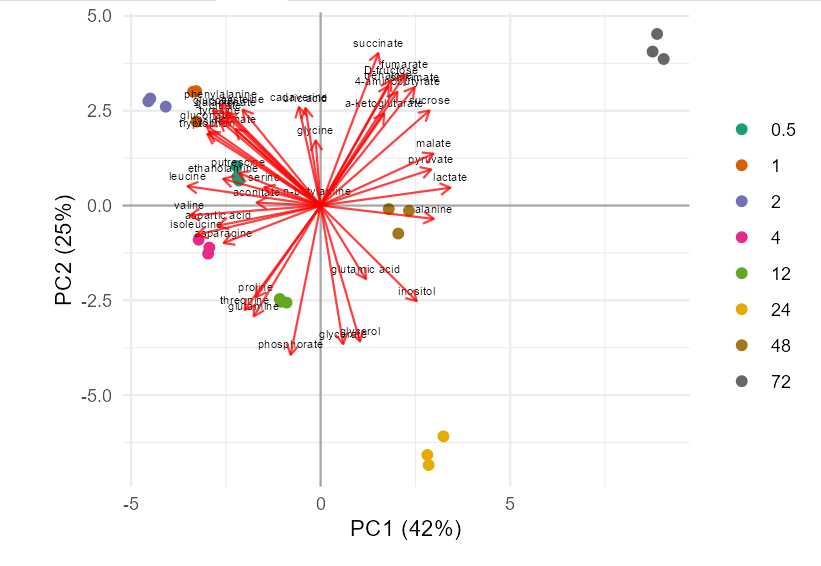 5.0
succinate
fumarate
D-fructose
4-aminobutyrate
phenylalanine
cadaverine
a-ketoglutarate
sucrose
2.5
glycine
malate
pyruvate
putrescine
ethanolamine
leucine
serine
lactate
aconitate
n-butylamine
0.0
valine
alanine
aspartic acid
isoleucine
asparagine
glutamic acid
proline
inositol
-2.5
threonine
glutamine
glycerol
glycerate
phosphorate
-5.0
-5
0
5
PC1 (42%)
PC2 (25%)
0.5
1
2
4
12
24
48
72